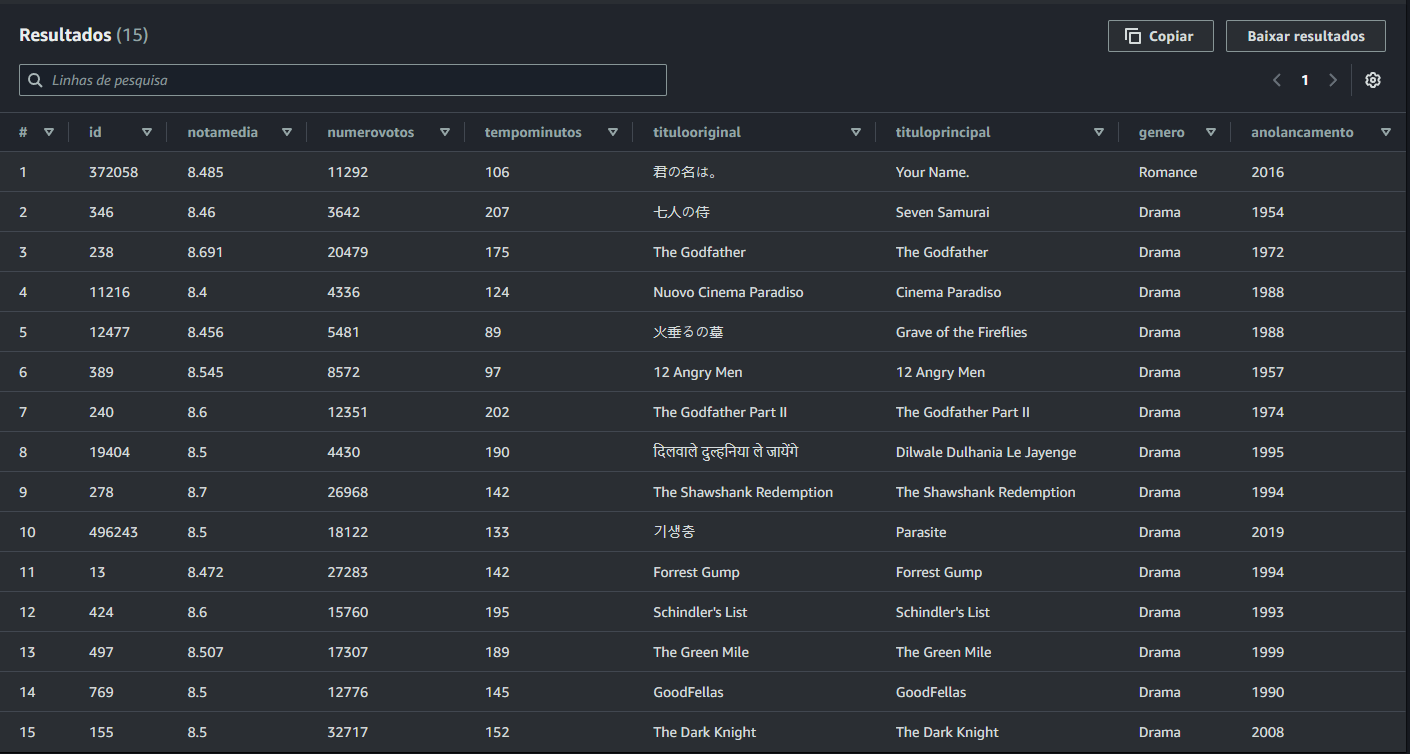 Resultados (15)
Copiar
Baixar resultados
Linhas de pesquisa
1
# id notamedia numerovotos tempominutos titulooriginal tituloprincipal genero anolancamento
1 372058 8.485 11292 106 君の名は。 Your Name. Romance 2016
2 346 8.46 3642 207 七人の侍 Seven Samurai Drama 1954
3 238 8.691 20479 175 The Godfather The Godfather Drama 1972
4 11216 8.4 4336 124 Nuovo Cinema Paradiso Cinema Paradiso Drama 1988
5 12477 8.456 5481 89 火垂るの墓 Grave of the Fireflies Drama 1988
6 389 8.545 8572 97 12 Angry Men 12 Angry Men Drama 1957
7 240 8.6 12351 202 The Godfather Part II The Godfather Part II Drama 1974
8 19404 8.5 4430 190 दिलवाले दुल्हनिया ले जायेंगे Dilwale Dulhania Le Jayenge Drama 1995
9 278 8.7 26968 142 The Shawshank Redemption The Shawshank Redemption Drama 1994
10 496243 8.5 18122 133 기생충 Parasite Drama 2019
11 13 8.472 27283 142 Forrest Gump Forrest Gump Drama 1994
12 424 8.6 15760 195 Schindler's List Schindler's List Drama 1993
13 497 8.507 17307 189 The Green Mile The Green Mile Drama 1999
14 769 8.5 12776 145 GoodFellas GoodFellas Drama 1990
15 155 8.5 32717 152 The Dark Knight The Dark Knight Drama 2008